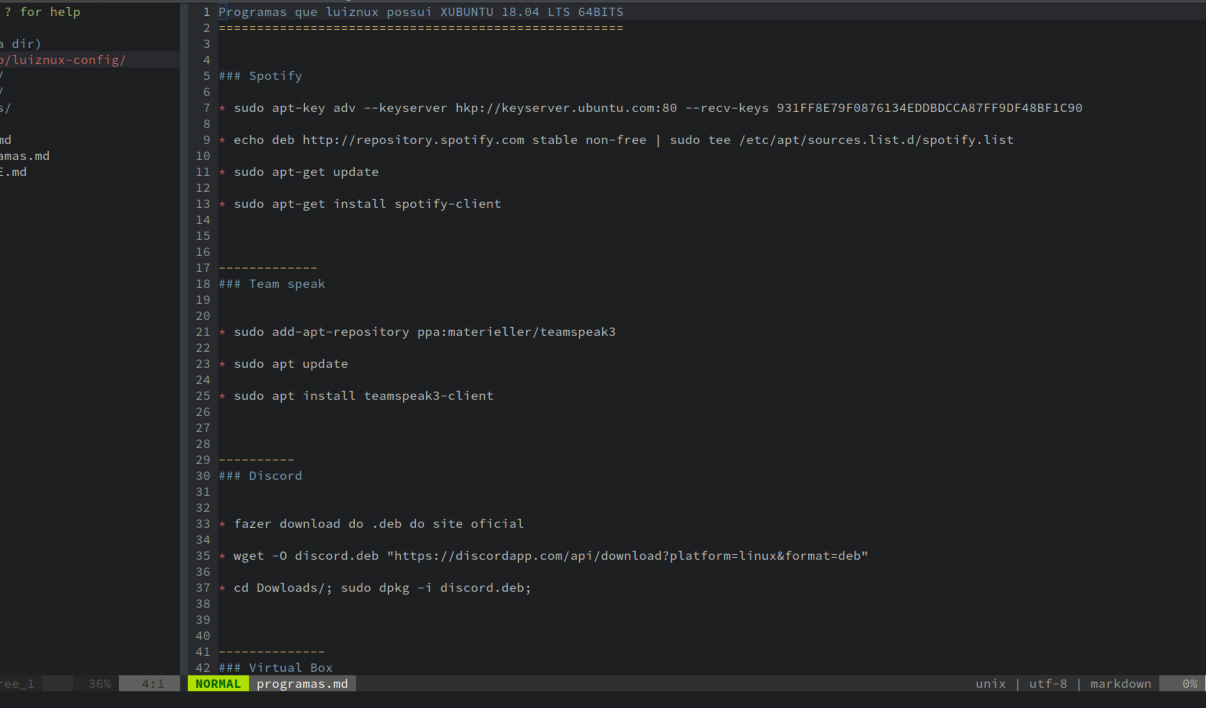 ? for help
a dir)
o/luiznux-config/
/
/
s/
md
amas.md
E.md
ree_1 36% 4:1
1 Programas que luiznux possui XUBUNTU 18.04 LTS 64BITS
2 =====================================================
3
4
5 ### Spotify
6
7 * sudo apt-key adv --keyserver hkp://keyserver.ubuntu.com:80 --recv-keys 931FF8E79F0876134EDDBDCCA87FF9DF48BF1C90
8
9 * echo deb http://repository.spotify.com stable non-free | sudo tee /etc/apt/sources.list.d/spotify.list
10
11 * sudo apt-get update
12
13 * sudo apt-get install spotify-client
14
15
16
17 -------------
18 ### Team speak
19
20
21 * sudo add-apt-repository ppa:materieller/teamspeak3
22
23 * sudo apt update
24
25 * sudo apt install teamspeak3-client
26
27
28
29 ----------
30 ### Discord
31
32
33 * fazer download do .deb do site oficial
34
35 * wget -O discord.deb "https://discordapp.com/api/download?platform=linux&format=deb"
36
37 * cd Dowloads/; sudo dpkg -i discord.deb;
38
39
40
41 --------------
42 ### Virtual Box
NORMAL programas.md unix | utf-8 | markdown 0%